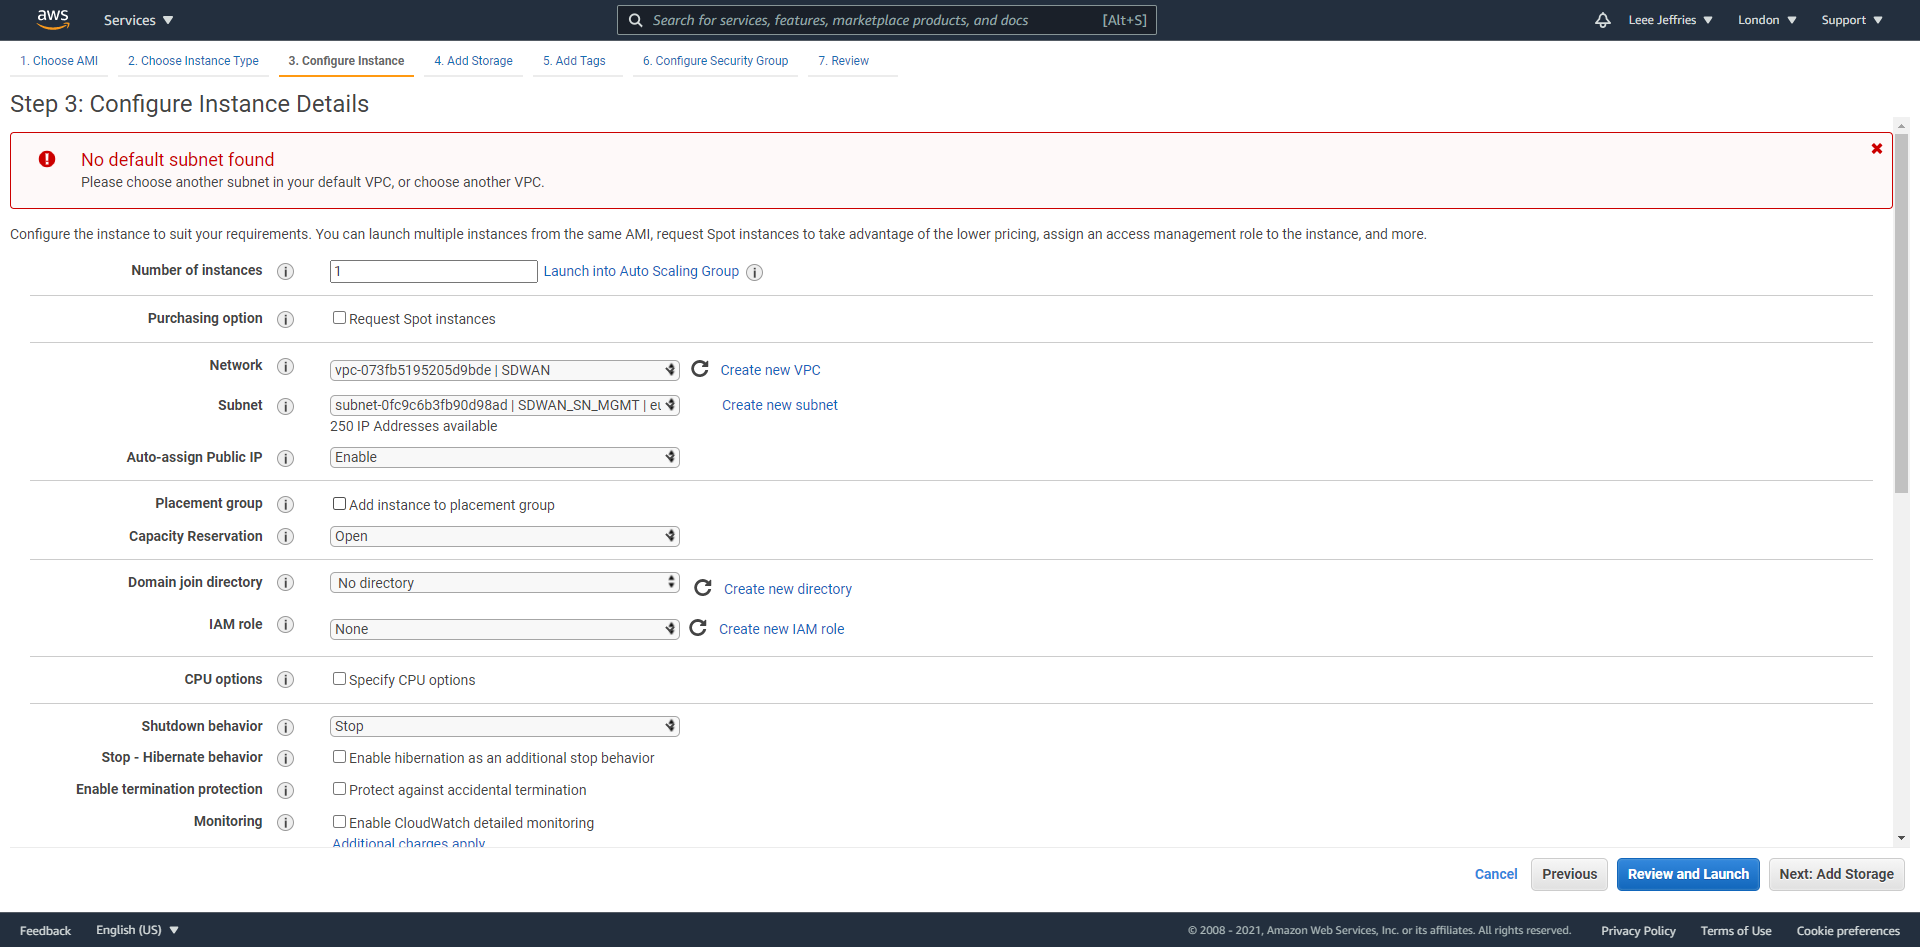 aws Services Search for services, features, marketplace products, and docs [Alt+S] Leee Jeffries London Support
1. Choose AMI 2. Choose Instance Type 3. Configure Instance 4. Add Storage 5. Add Tags 6. Configure Security Group 7. Review
Step 3: Configure Instance Details
No default subnet found
Please choose another subnet in your default VPC, or choose another VPC.
Configure the instance to suit your requirements. You can launch multiple instances from the same AMI, request Spot instances to take advantage of the lower pricing, assign an access management role to the instance, and more.
Number of instances 1 Launch into Auto Scaling Group
Purchasing option Request Spot instances
Network vpc-073fb5195205d9bde | SDWAN Create new VPC
Subnet subnet-0fc9c6b3fb90d98ad | SDWAN_SN_MGMT | eu Create new subnet
250 IP Addresses available
Auto-assign Public IP Enable
Placement group Add instance to placement group
Capacity Reservation Open
Domain join directory No directory Create new directory
IAM role None Create new IAM role
CPU options Specify CPU options
Shutdown behavior Stop
Stop - Hibernate behavior Enable hibernation as an additional stop behavior
Enable termination protection Protect against accidental termination
Monitoring Enable CloudWatch detailed monitoring
Additional charges apply
Cancel Previous Review and Launch Next: Add Storage
Feedback English (US) © 2008 - 2021, Amazon Web Services, Inc. or its affiliates. All rights reserved. Privacy Policy Terms of Use Cookie preferences